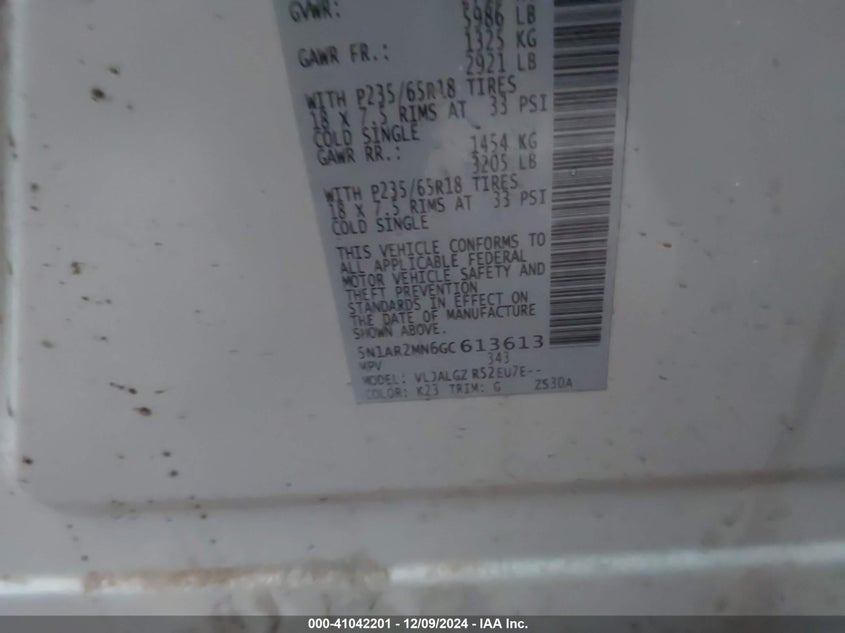 GVWR: 5986 LB
1325 KG
GAWR FR.: 2921 LB
WITH P235/65R18 TIRES
18 X 7.5 RIMS AT 33 PSI
COLD SINGLE 1454 KG
GAWR RR.: 3205 LB
WITH P235/65R18 TIRES
18 X 7.5 RIMS AT 33 PSI
COLD SINGLE
THIS VEHICLE CONFORMS TO
ALL APPLICABLE FEDERAL
MOTOR VEHICLE SAFETY AND
THEFT PREVENTION
STANDARDS IN EFFECT ON
THE DATE OF MANUFACTURE
SHOWN ABOVE.
5N1AR2MN6GC613613
MPV 343
MODEL: VLJALGZ R52EU7E--
COLOR: K23 TRIM: G 2S3DA
000-41042201 - 12/09/2024 - IAA Inc.